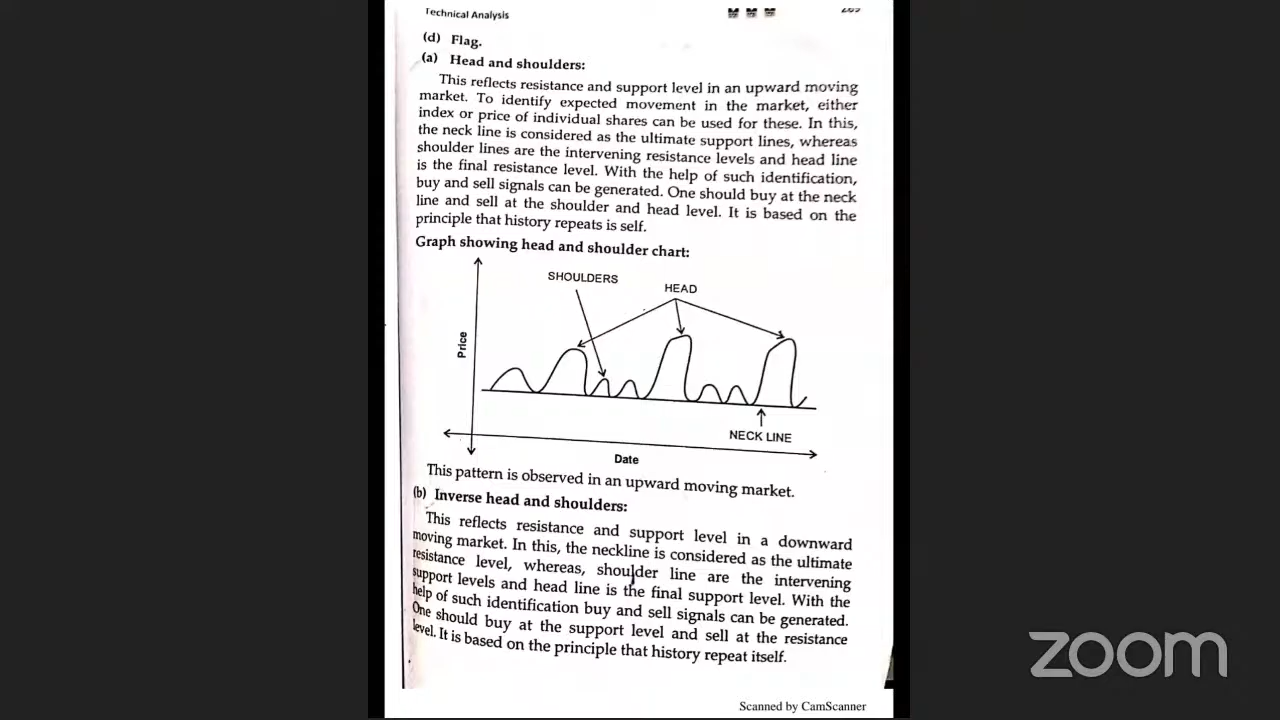 Technical Analysis
(d) Flag.
(a) Head and shoulders:
This reflects resistance and support level in an upward moving
market. To identify expected movement in the market, either
index or price of individual shares can be used for these. In this,
the neck line is considered as the ultimate support lines, whereas
shoulder lines are the intervening resistance levels and head line
is the final resistance level. With the help of such identification,
buy and sell signals can be generated. One should buy at the neck
line and sell at the shoulder and head level. It is based on the
principle that history repeats is self.
Graph showing head and shoulder chart:
SHOULDERS
HEAD
Price
NECK LINE
Date
This pattern is observed in an upward moving market.
(b) Inverse head and shoulders:
This reflects resistance and support level in a downward
moving market. In this, the neckline is considered as the ultimate
resistance level, whereas, shoulder line are the intervening
support levels and head line is the final support level. With the
help of such identification buy and sell signals can be generated.
One should buy at the support level and sell at the resistance
level. It is based on the principle that history repeat itself.
zoom
Scanned by CamScanner